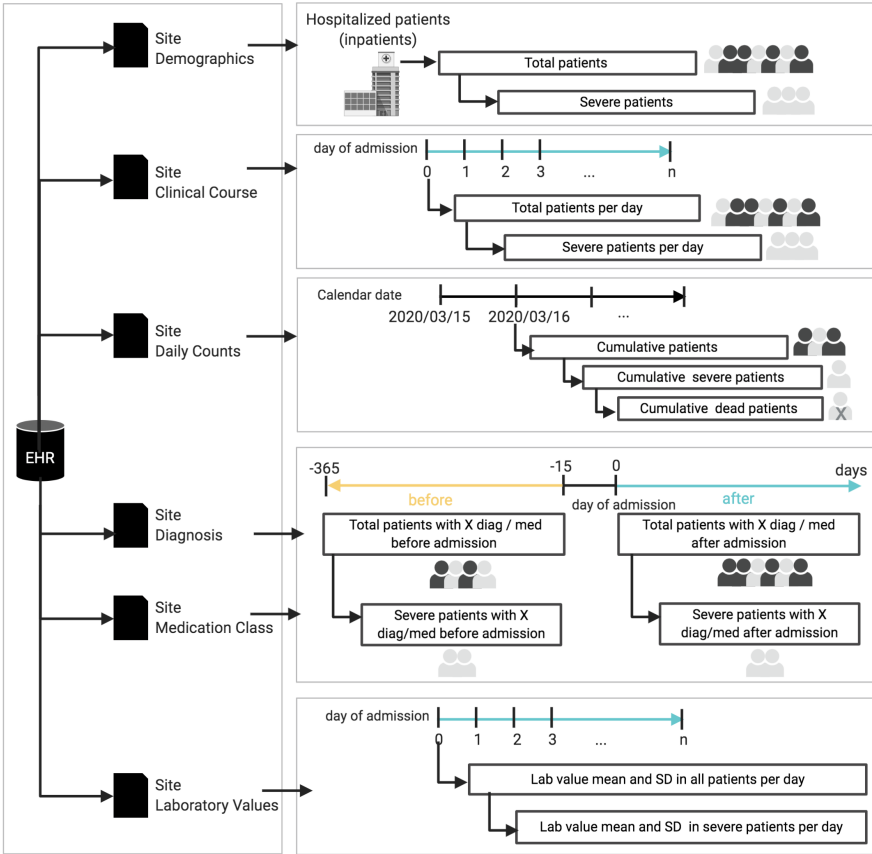 Site
Demographics
Hospitalized patients
(inpatients)
Total patients
Severe patients
Site
Clinical Course
day of admission
0 1 2 3 ... n
Total patients per day
Severe patients per day
Site
Daily Counts
Calendar date
2020/03/15 2020/03/16 ...
Cumulative patients
Cumulative severe patients
Cumulative dead patients
X
EHR
Site
Diagnosis
Site
Medication Class
-365 -15 0 days
before day of admission after
Total patients with X diag / med
before admission
Total patients with X diag / med
after admission
Severe patients with X
diag/med before admission
Severe patients with X
diag/med after admission
Site
Laboratory Values
day of admission
0 1 2 3 ... n
Lab value mean and SD in all patients per day
Lab value mean and SD in severe patients per day